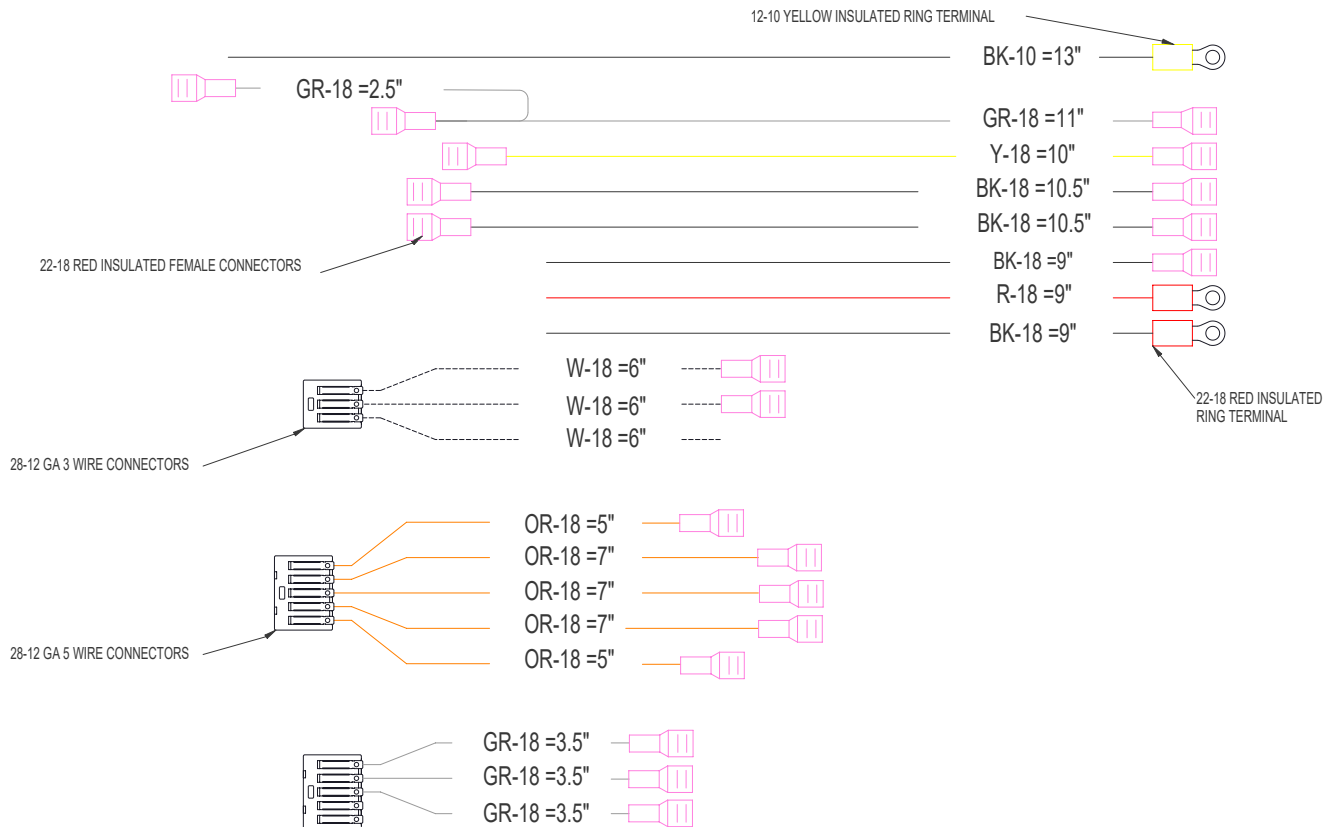 12-10 YELLOW INSULATED RING TERMINAL
BK-10 =13"
GR-18 =2.5"
GR-18 =11"
Y-18 =10"
BK-18 =10.5"
BK-18 =10.5"
22-18 RED INSULATED FEMALE CONNECTORS
BK-18 =9"
R-18 =9"
BK-18 =9"
W-18 =6"
22-18 RED INSULATED
RING TERMINAL
W-18 =6"
W-18 =6"
28-12 GA 3 WIRE CONNECTORS
OR-18 =5"
OR-18 =7"
OR-18 =7"
OR-18 =7"
28-12 GA 5 WIRE CONNECTORS
OR-18 =5"
GR-18 =3.5"
GR-18 =3.5"
GR-18 =3.5"